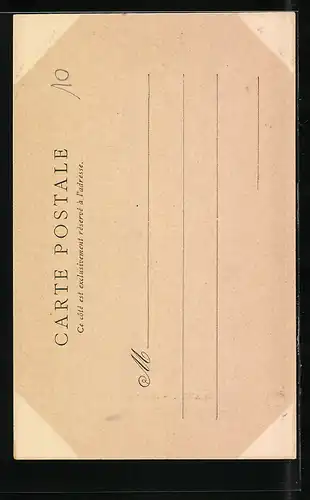 10
CARTE POSTALE
Ce côté est exclusivement réservé à l'adresse.
M